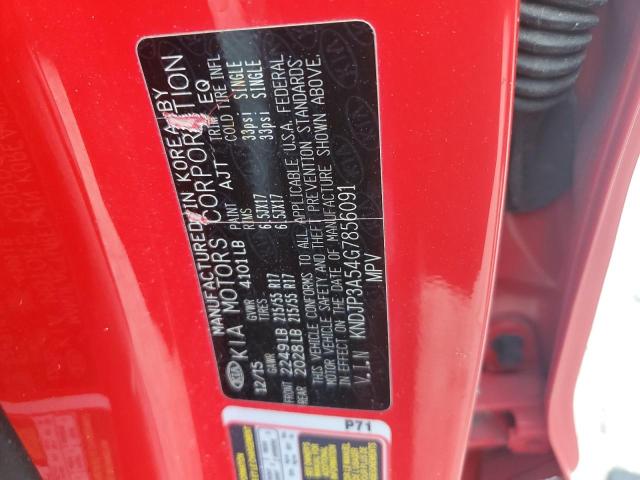 MANUFACTURED IN KOREA BY
KIA MOTORS CORPORATION
12/15 GVWR 4101LB PAINT AJT TRIM EQ
GAWR TIRES RIMS COLD TIRE INFL
FRONT 2249LB 215/55 R17 6.5JX17 33psi SINGLE
REAR 2028LB 215/55 R17 6.5JX17 33psi SINGLE
THIS VEHICLE CONFORMS TO ALL APPLICABLE U.S.A. FEDERAL
MOTOR VEHICLE SAFETY AND THEFT PREVENTION STANDARDS
IN EFFECT ON THE DATE OF MANUFACTURE SHOWN ABOVE.
V.I.N KNDJP3A54G7856091
MPV
P71